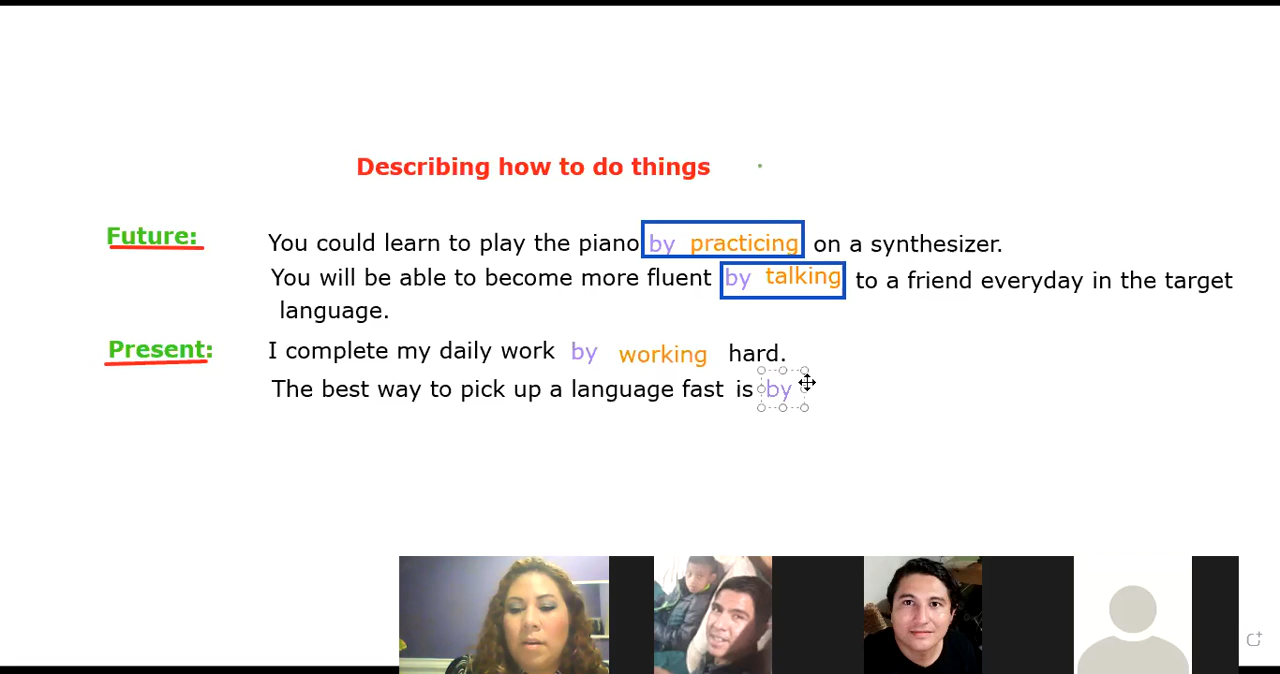 Describing how to do things
Future: You could learn to play the piano by practicing on a synthesizer.
You will be able to become more fluent by talking to a friend everyday in the target
language.
Present: I complete my daily work by working hard.
The best way to pick up a language fast is by